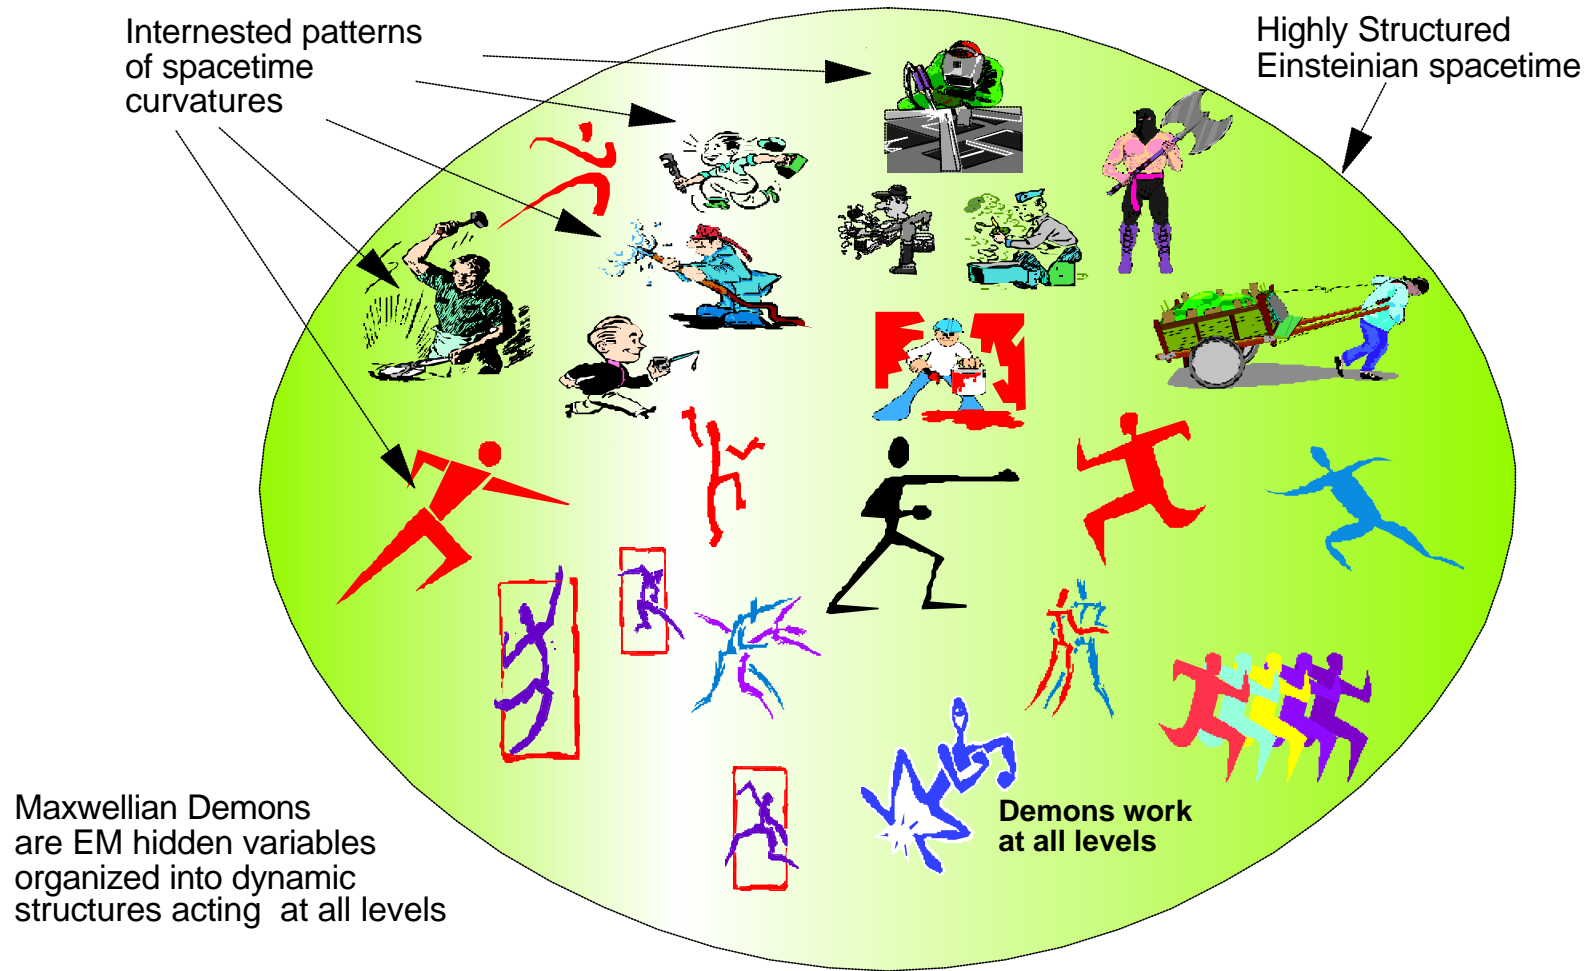 Internested patterns
of spacetime
curvatures
Highly Structured
Einsteinian spacetime
Maxwellian Demons
are EM hidden variables
organized into dynamic
structures acting at all levels
Demons work
at all levels